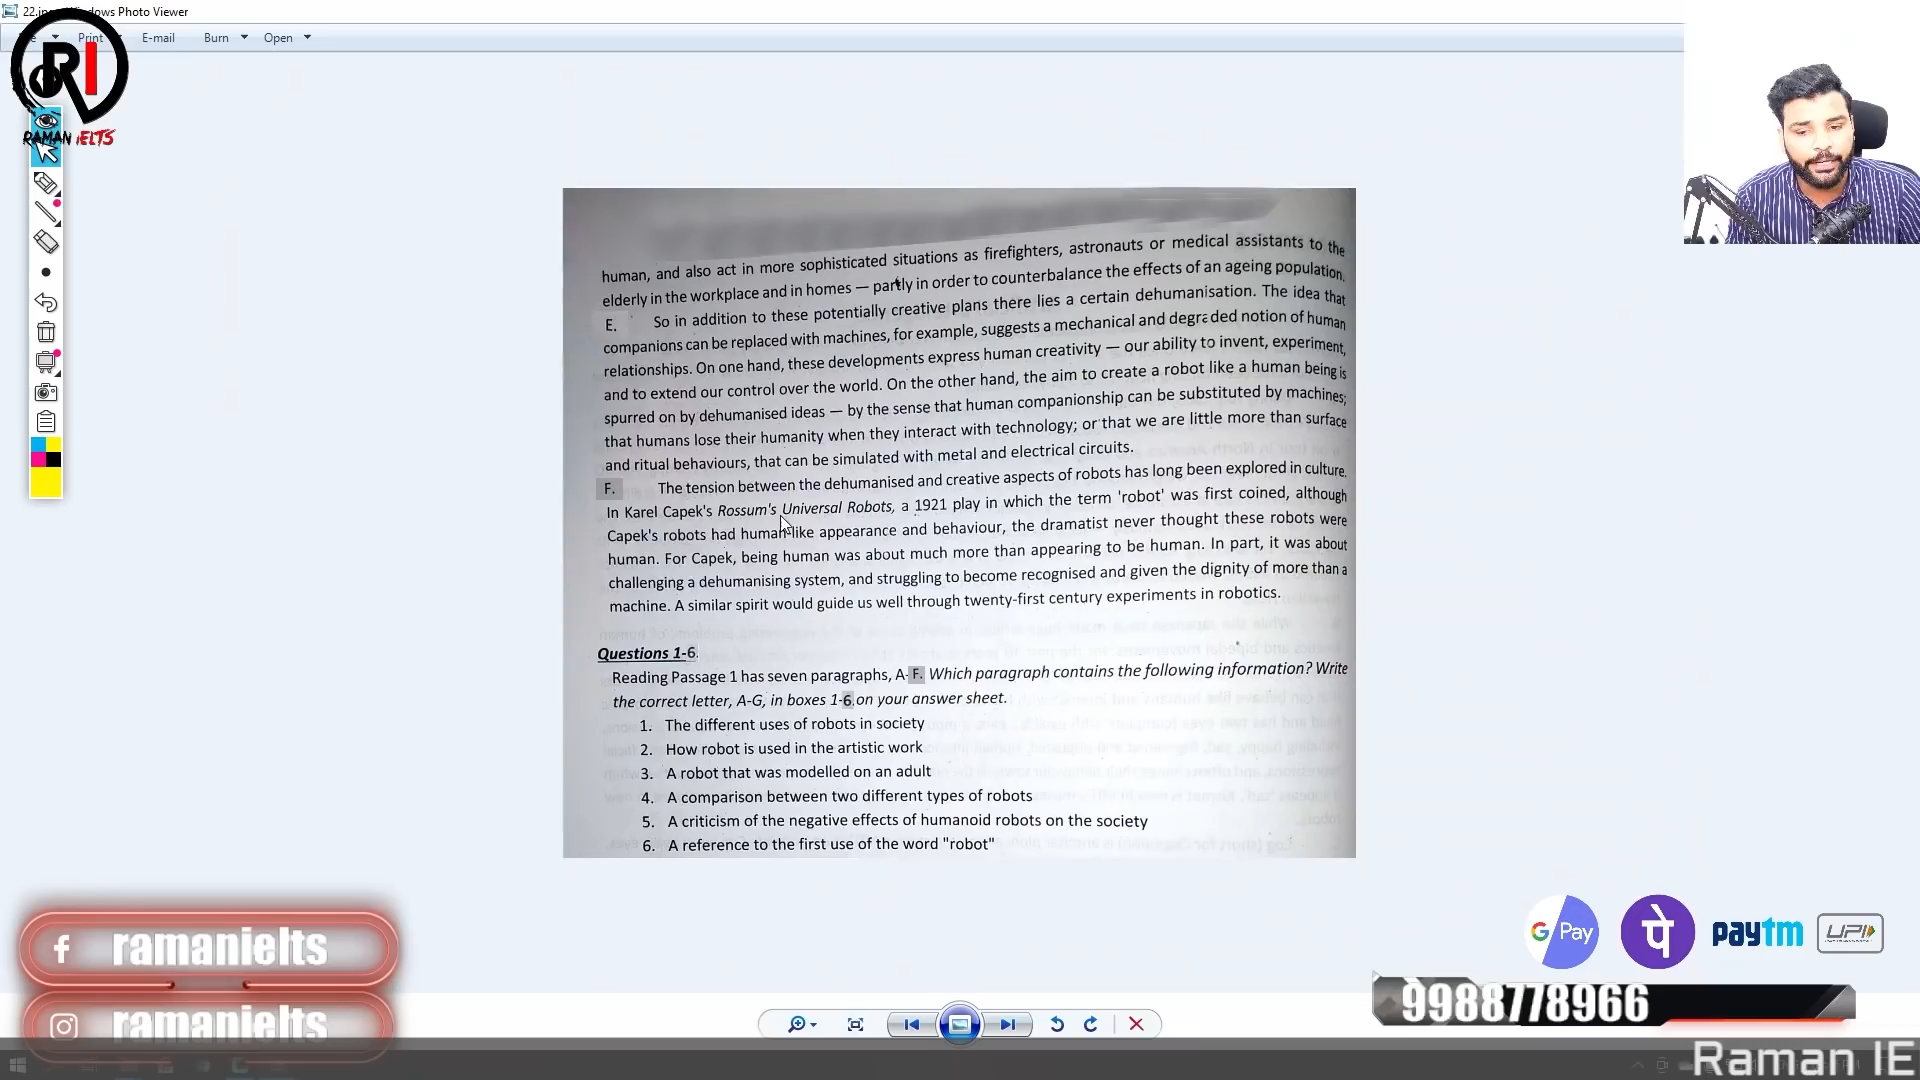 22.jp
Windows Photo Viewer
Print
E-mail
Burn
Open
RI
RAMAN IELTS
human, and also act in more sophisticated situations as firefighters, astronauts or medical assistants to the
elderly in the workplace and in homes — partly in order to counterbalance the effects of an ageing population.
E. So in addition to these potentially creative plans there lies a certain dehumanisation. The idea that
companions can be replaced with machines, for example, suggests a mechanical and degraded notion of human
relationships. On one hand, these developments express human creativity — our ability to invent, experiment,
and to extend our control over the world. On the other hand, the aim to create a robot like a human being is
spurred on by dehumanised ideas — by the sense that human companionship can be substituted by machines;
that humans lose their humanity when they interact with technology; or that we are little more than surface
and ritual behaviours, that can be simulated with metal and electrical circuits.
F. The tension between the dehumanised and creative aspects of robots has long been explored in culture.
In Karel Capek's Rossum's Universal Robots, a 1921 play in which the term 'robot' was first coined, although
Capek's robots had human-like appearance and behaviour, the dramatist never thought these robots were
human. For Capek, being human was about much more than appearing to be human. In part, it was about
challenging a dehumanising system, and struggling to become recognised and given the dignity of more than a
machine. A similar spirit would guide us well through twenty-first century experiments in robotics.
Questions 1-6.
Reading Passage 1 has seven paragraphs, A-F. Which paragraph contains the following information? Write
the correct letter, A-G, in boxes 1-6 on your answer sheet.
1. The different uses of robots in society
2. How robot is used in the artistic work
3. A robot that was modelled on an adult
4. A comparison between two different types of robots
5. A criticism of the negative effects of humanoid robots on the society
6. A reference to the first use of the word "robot"
ramanielts
ramanielts
G Pay
पे
paytm
UPI
9988778966
Raman IE